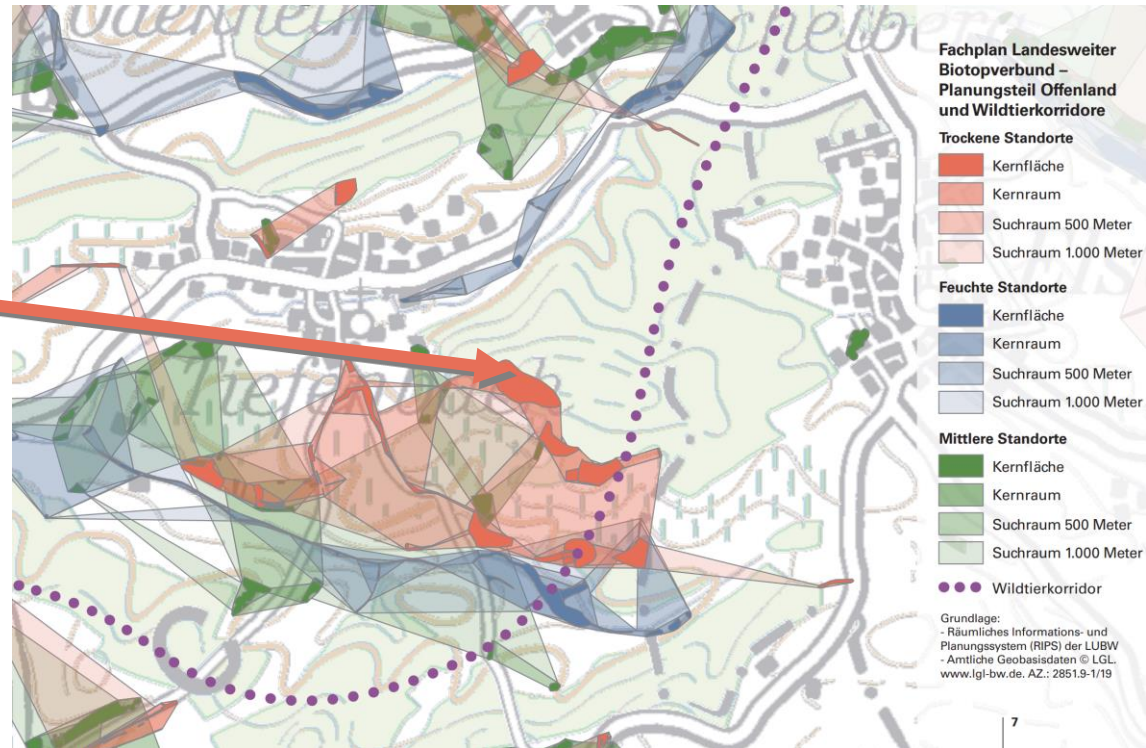 Fachplan Landesweiter
Biotopverbund –
Planungsteil Offenland
und Wildtierkorridore
Trockene Standorte
Kernfläche
Kernraum
Suchraum 500 Meter
Suchraum 1.000 Meter
Feuchte Standorte
Kernfläche
Kernraum
Suchraum 500 Meter
Suchraum 1.000 Meter
Mittlere Standorte
Kernfläche
Kernraum
Suchraum 500 Meter
Suchraum 1.000 Meter
Wildtierkorridor
Grundlage:
- Räumliches Informations- und
Planungssystem (RIPS) der LUBW
- Amtliche Geobasisdaten © LGL.
www.lgl-bw.de. AZ.: 2851.9-1/19
7